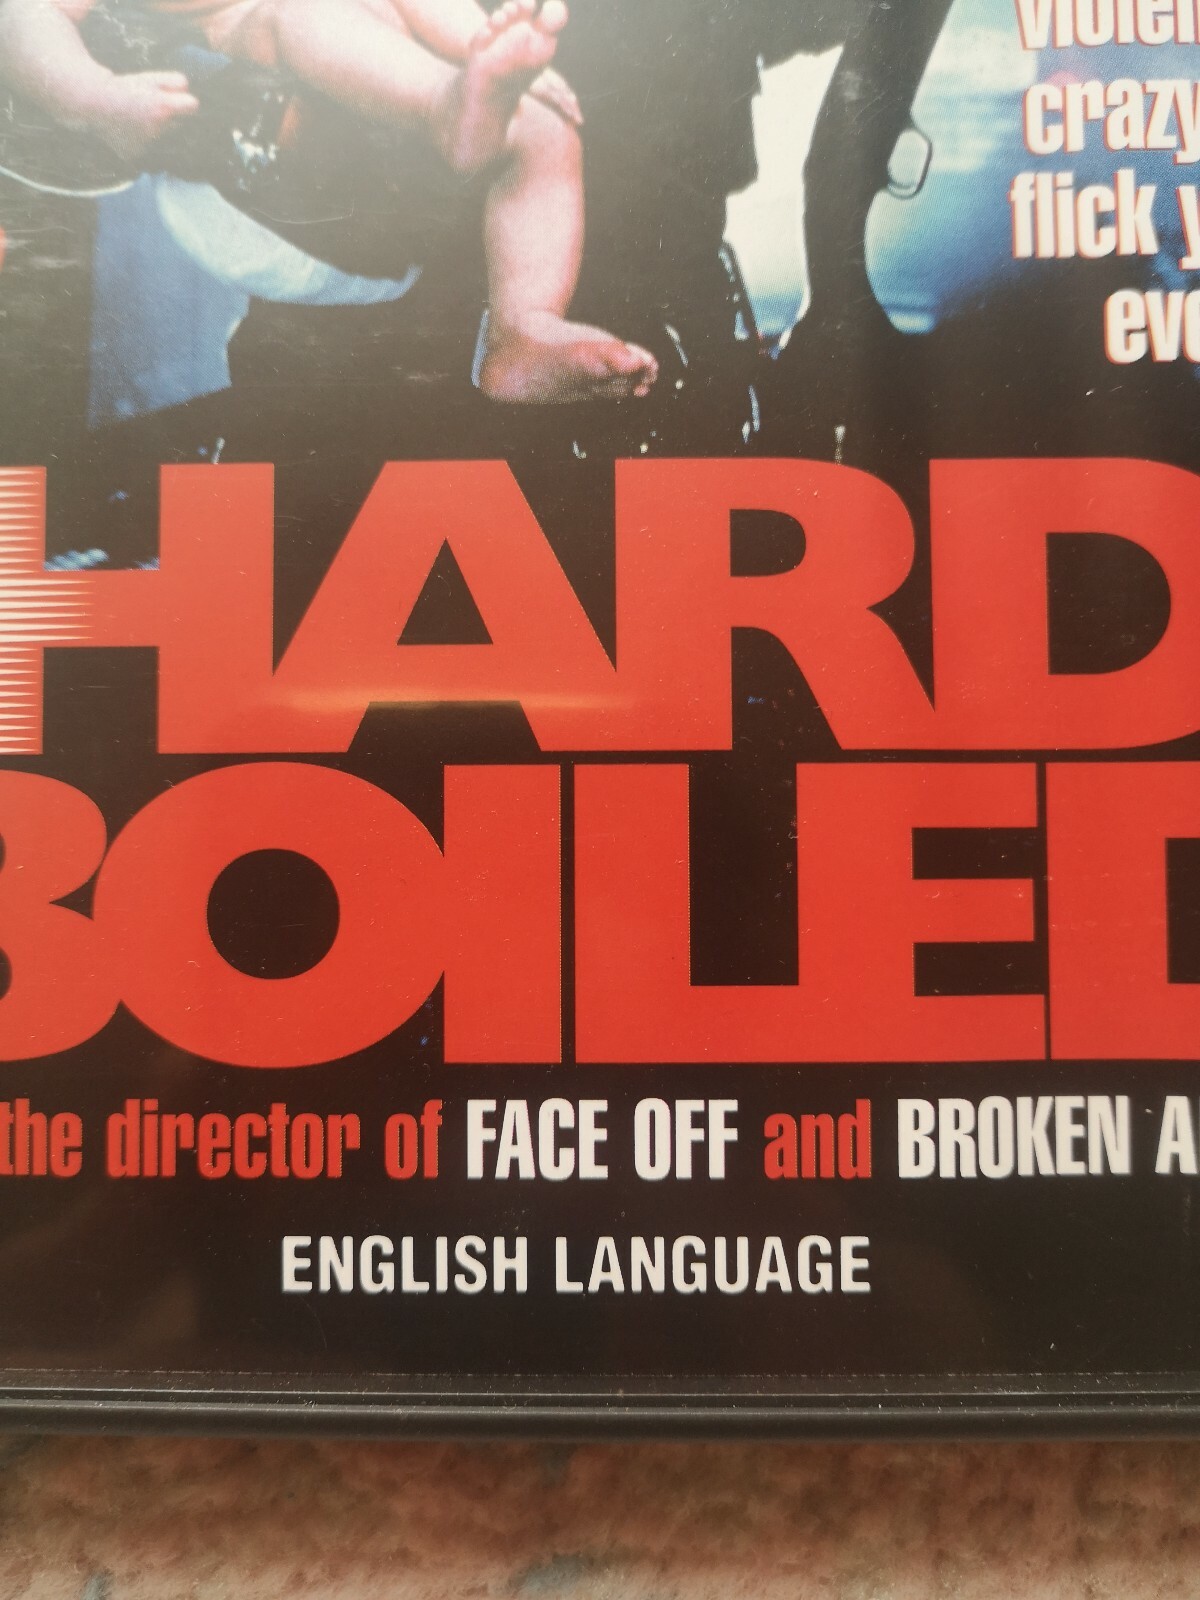 crazy
flick
HARD
BOILED
the director of FACE OFF and BROKEN
ENGLISH LANGUAGE